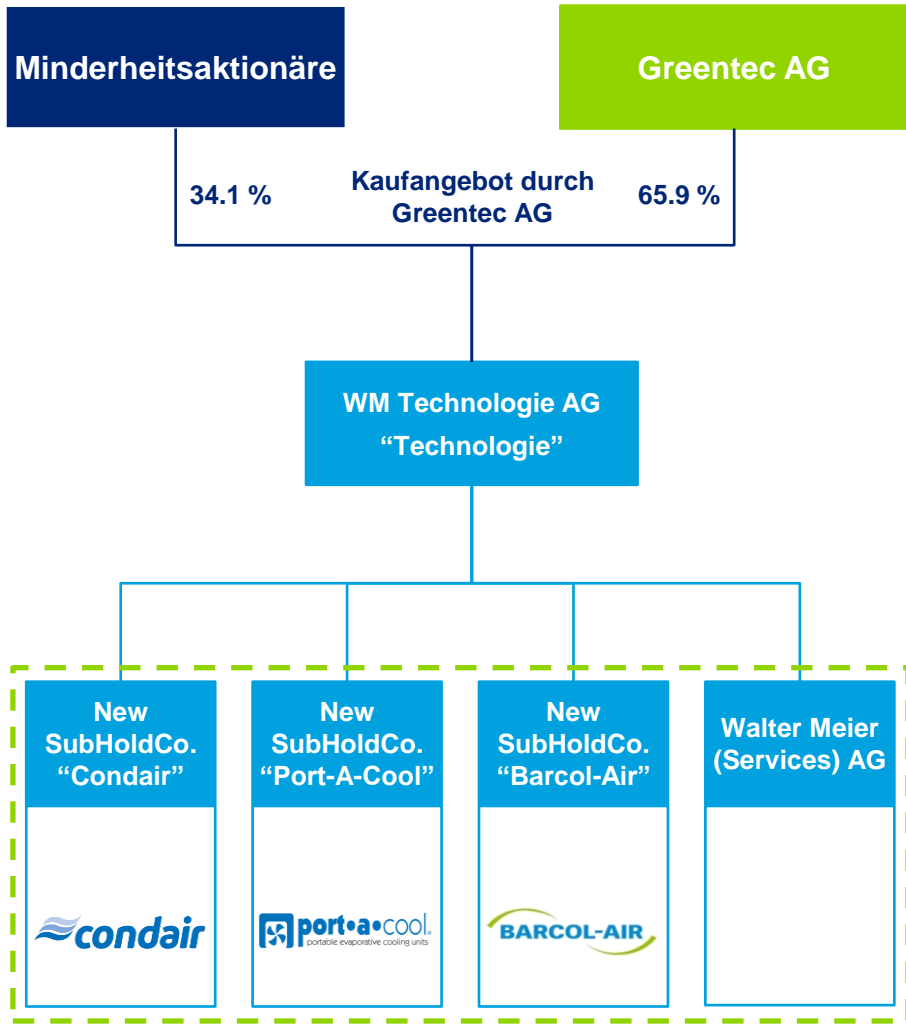 Minderheitsaktionäre
Greentec AG
34.1 %
Kaufangebot durch
Greentec AG
65.9 %
WM Technologie AG
“Technologie”
New
SubHoldCo.
“Condair”
New
SubHoldCo.
“Port-A-Cool”
New
SubHoldCo.
“Barcol-Air”
Walter Meier
(Services) AG
condair
port•a•cool®
portable evaporative cooling units
BARCOL-AIR